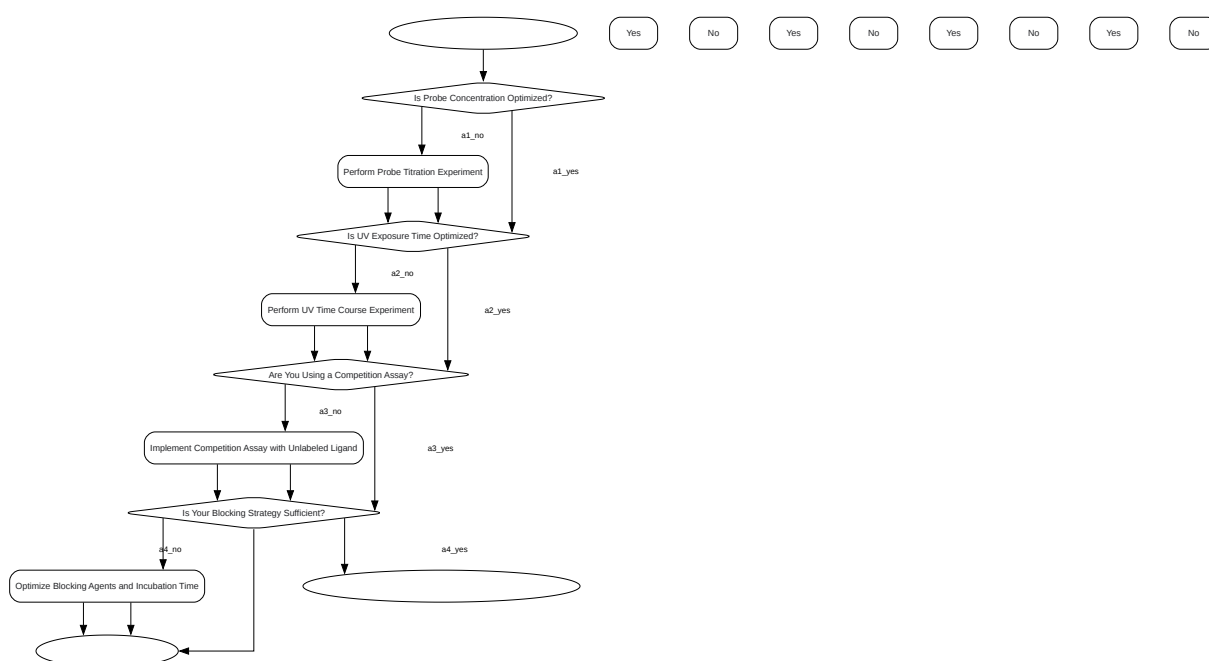 Yes
No
Yes
No
Yes
No
Yes
No
Is Probe Concentration Optimized?
a1_no
Perform Probe Titration Experiment
a1_yes
Is UV Exposure Time Optimized?
a2_no
Perform UV Time Course Experiment
a2_yes
Are You Using a Competition Assay?
a3_no
Implement Competition Assay with Unlabeled Ligand
a3_yes
Is Your Blocking Strategy Sufficient?
a4_no
a4_yes
Optimize Blocking Agents and Incubation Time